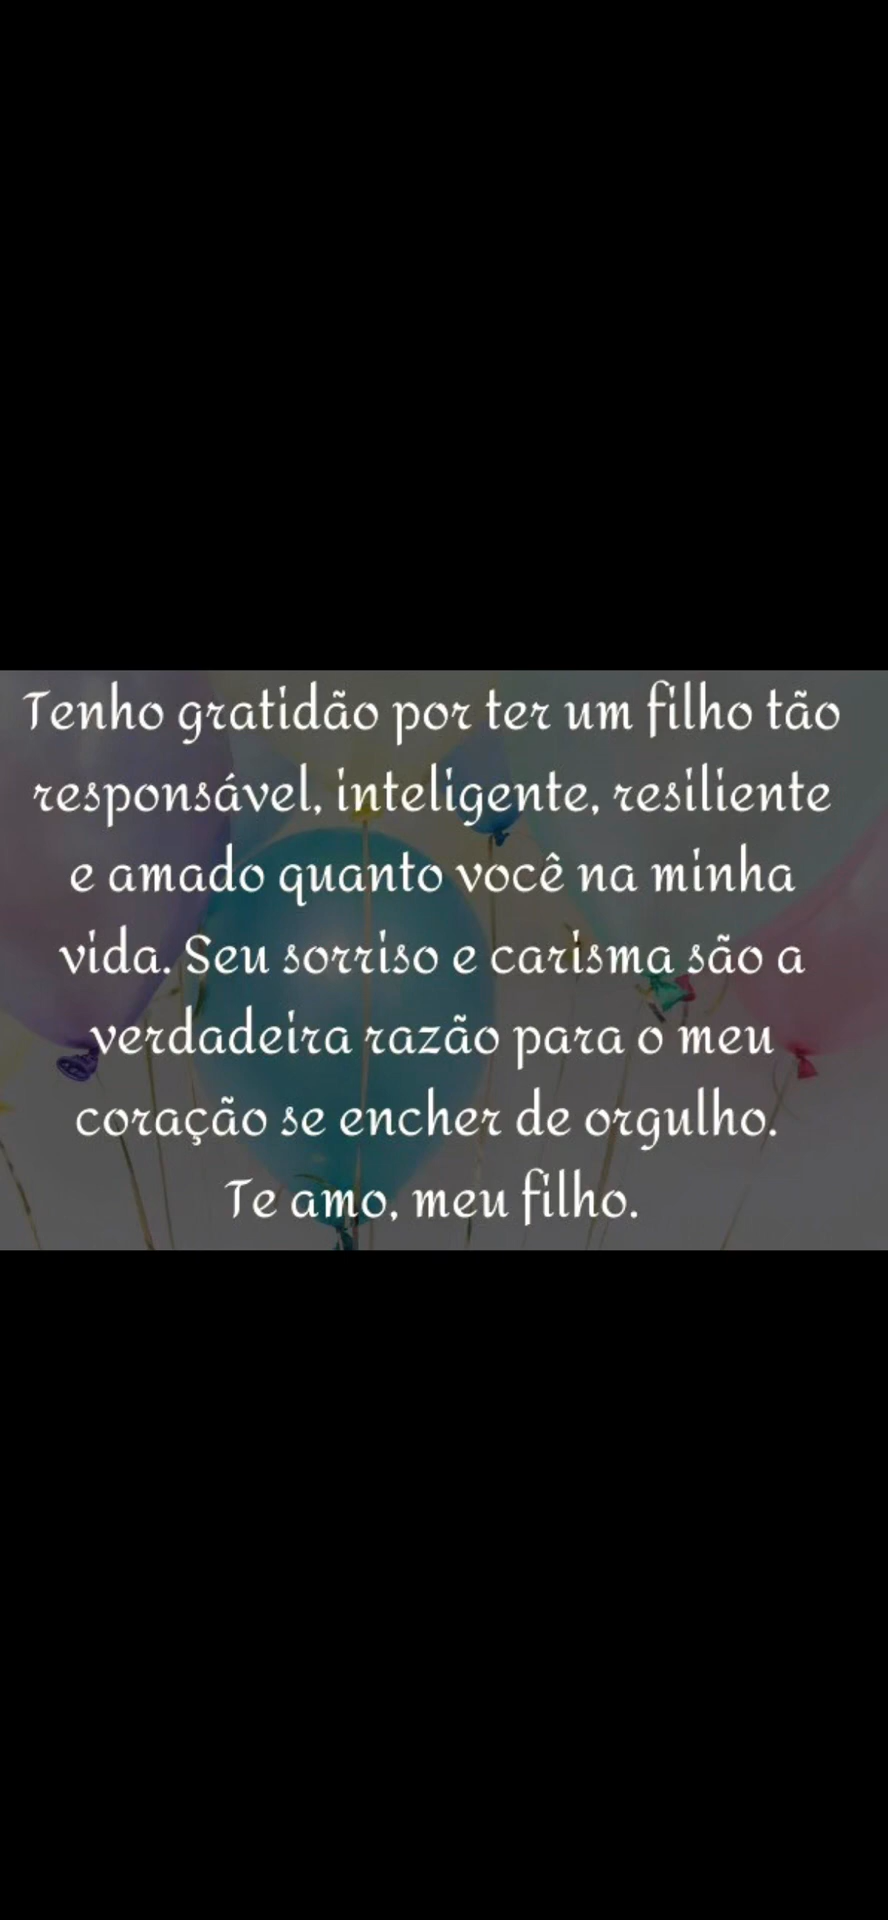 Tenho gratidão por ter um filho tão
responsável, inteligente, resiliente
e amado quanto você na minha
vida. Seu sorriso e carisma são a
verdadeira razão para o meu
coração se encher de orgulho.
Te amo, meu filho.